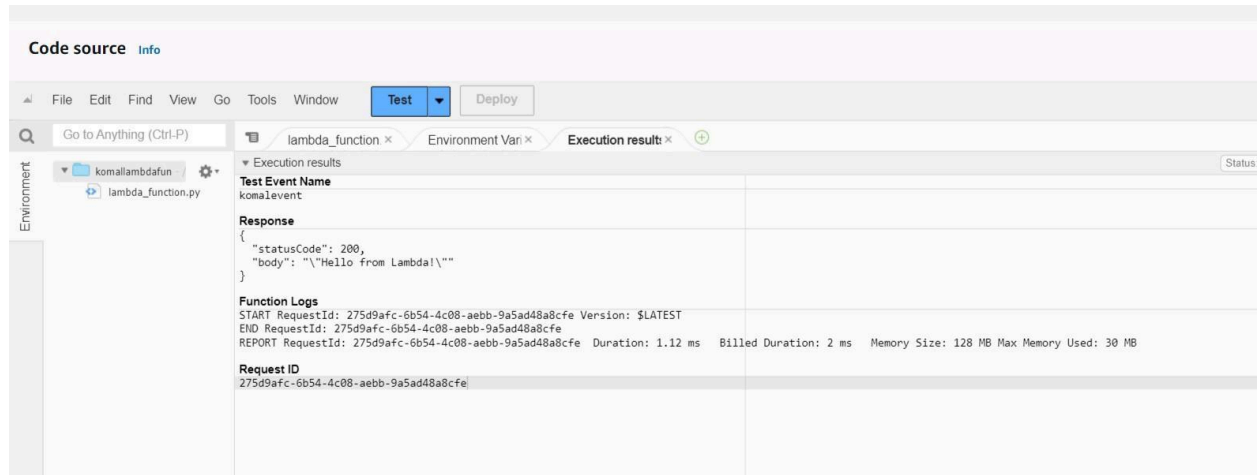 Code source Info
File Edit Find View Go Tools Window Test Deploy
Go to Anything (Ctrl-P) lambda_function × Environment Vari × Execution results ×
Environment
komallambdafun - /
lambda_function.py
Execution results Status:
Test Event Name
komalevent
Response
{
"statusCode": 200,
"body": "\"Hello from Lambda!\""
}
Function Logs
START RequestId: 275d9afc-6b54-4c08-aebb-9a5ad48a8cfe Version: $LATEST
END RequestId: 275d9afc-6b54-4c08-aebb-9a5ad48a8cfe
REPORT RequestId: 275d9afc-6b54-4c08-aebb-9a5ad48a8cfe Duration: 1.12 ms Billed Duration: 2 ms Memory Size: 128 MB Max Memory Used: 30 MB
Request ID
275d9afc-6b54-4c08-aebb-9a5ad48a8cfe